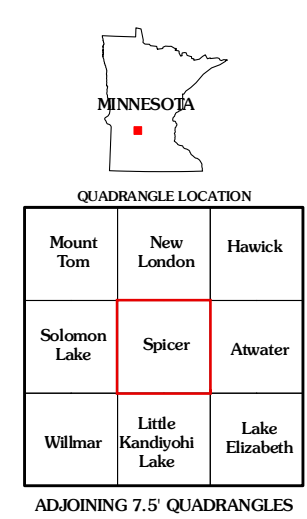 MINNESOTA
QUADRANGLE LOCATION
Mount
Tom
New
London
Hawick
Solomon
Lake
Spicer
Atwater
Willmar
Little
Kandiyohi
Lake
Lake
Elizabeth
ADJOINING 7.5' QUADRANGLES